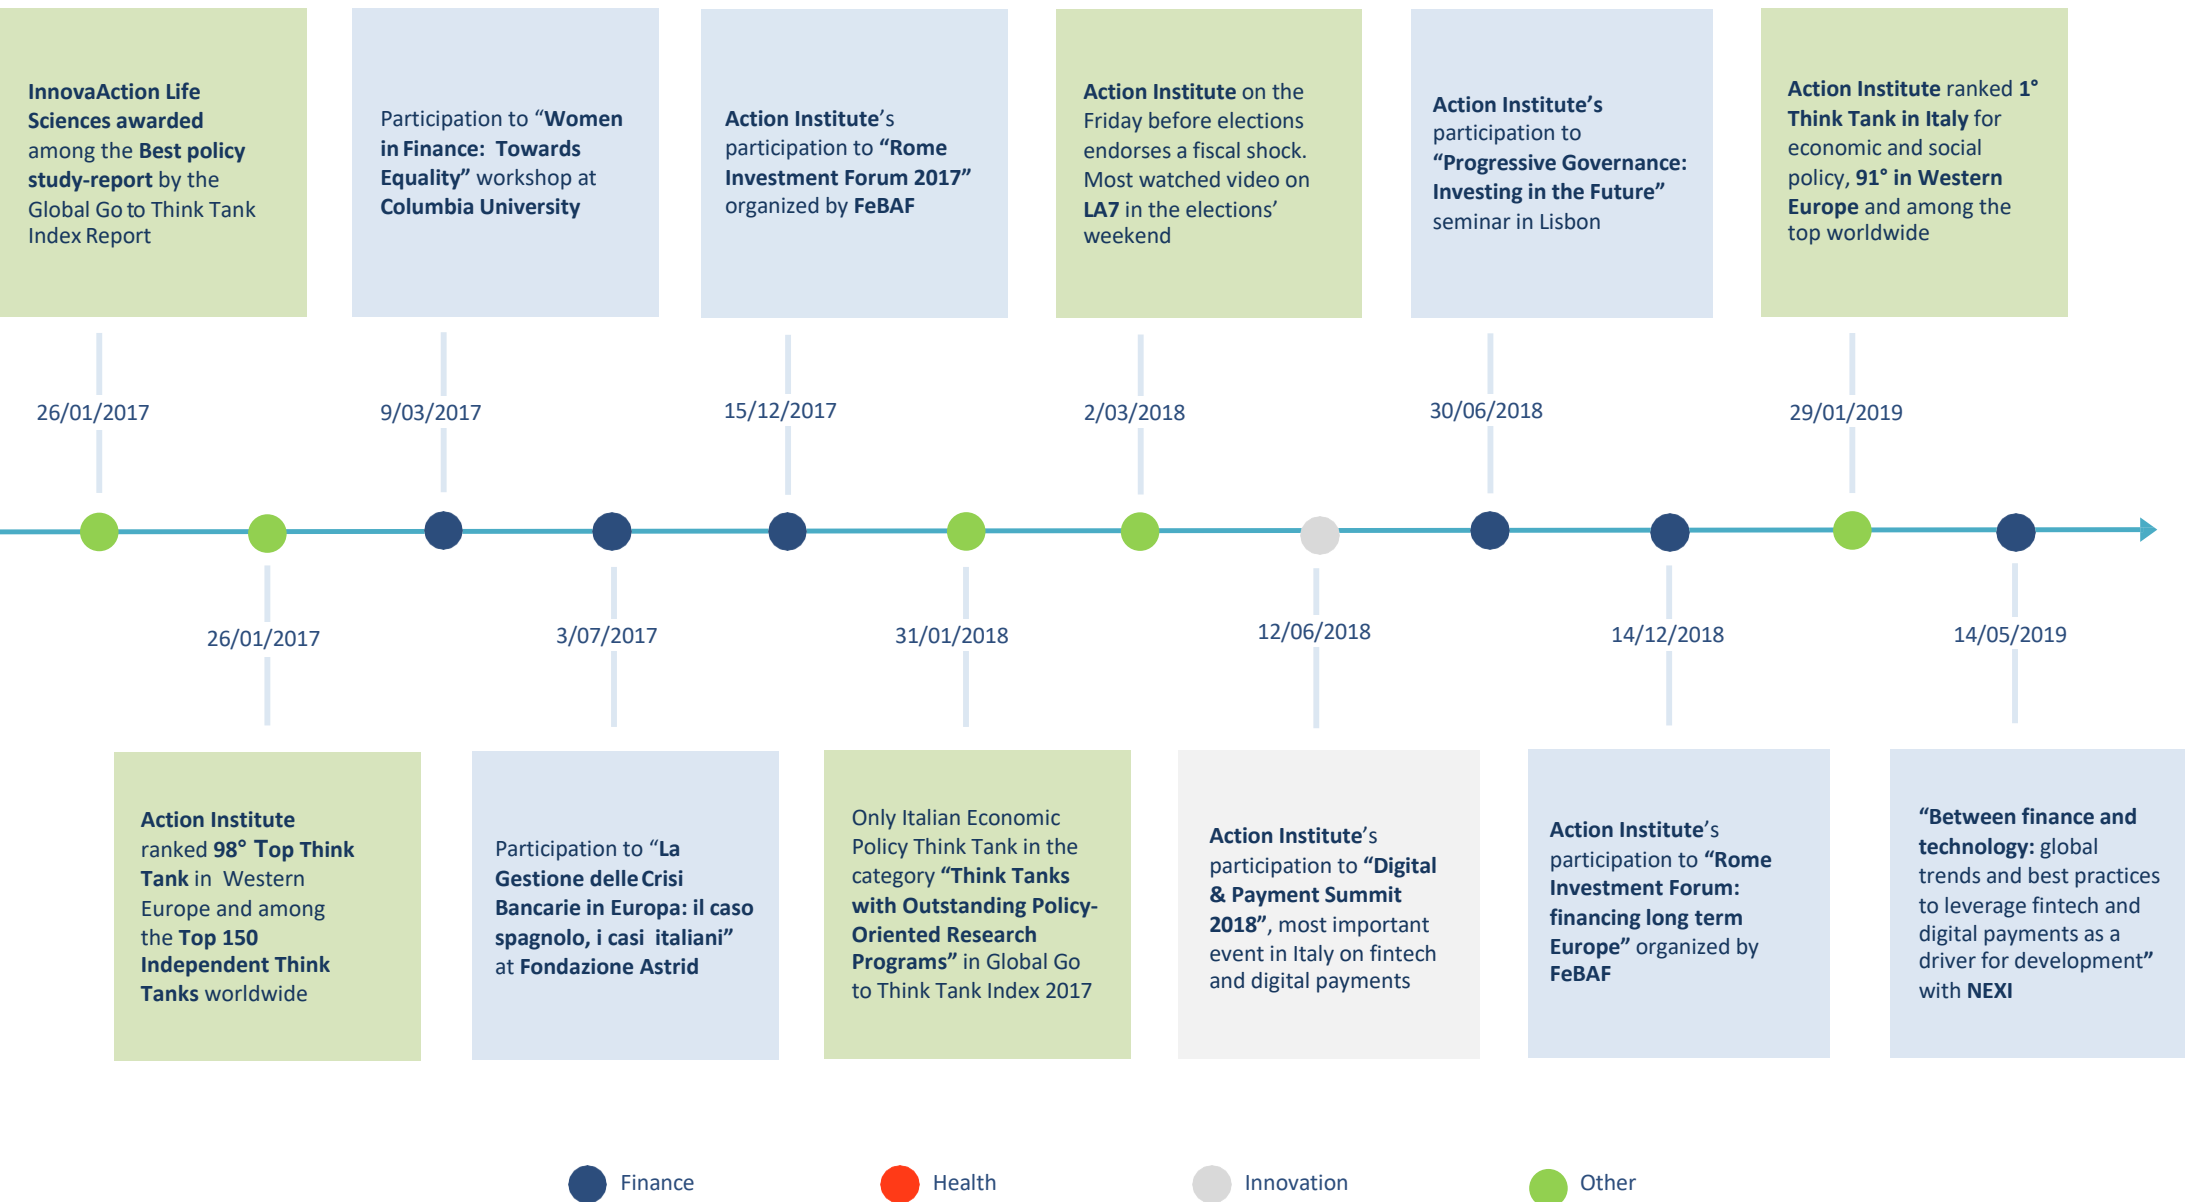 InnovaAction Life
Sciences awarded
among the Best policy
study-report by the
Global Go to Think Tank
Index Report
Participation to “Women
in Finance: Towards
Equality” workshop at
Columbia University
Action Institute’s
participation to “Rome
Investment Forum 2017”
organized by FeBAF
Action Institute on the
Friday before elections
endorses a fiscal shock.
Most watched video on
LA7 in the elections’
weekend
Action Institute’s
participation to
“Progressive Governance:
Investing in the Future”
seminar in Lisbon
Action Institute ranked 1°
Think Tank in Italy for
economic and social
policy, 91° in Western
Europe and among the
top worldwide
26/01/2017
9/03/2017
15/12/2017
2/03/2018
30/06/2018
29/01/2019
26/01/2017
3/07/2017
31/01/2018
12/06/2018
14/12/2018
14/05/2019
Action Institute
ranked 98° Top Think
Tank in Western
Europe and among
the Top 150
Independent Think
Tanks worldwide
Participation to “La
Gestione delle Crisi
Bancarie in Europa: il caso
spagnolo, i casi italiani”
at Fondazione Astrid
Only Italian Economic
Policy Think Tank in the
category “Think Tanks
with Outstanding Policy-
Oriented Research
Programs” in Global Go
to Think Tank Index 2017
Action Institute’s
participation to “Digital
& Payment Summit
2018”, most important
event in Italy on fintech
and digital payments
Action Institute’s
participation to “Rome
Investment Forum:
financing long term
Europe” organized by
FeBAF
“Between finance and
technology: global
trends and best practices
to leverage fintech and
digital payments as a
driver for development”
with NEXI
Finance
Health
Innovation
Other